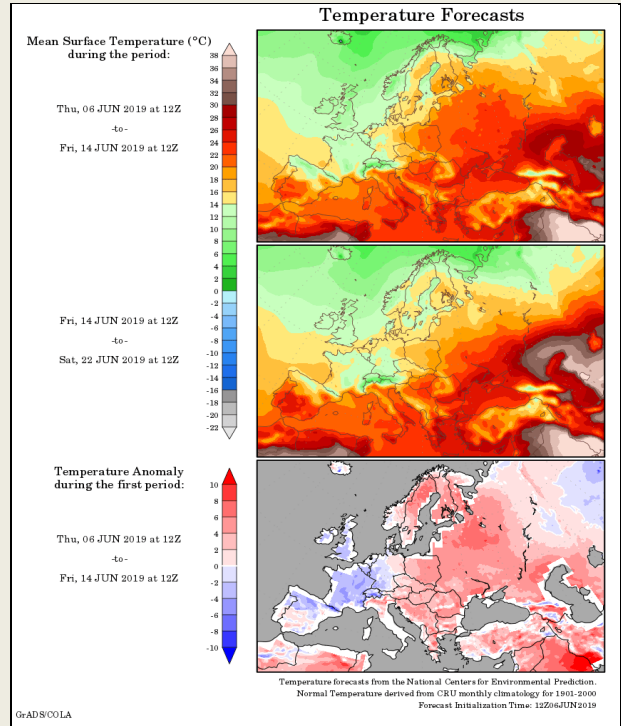 Temperature Forecasts
Mean Surface Temperature (°C)
during the period:
Thu, 06 JUN 2019 at 12Z
-to-
Fri, 14 JUN 2019 at 12Z
38
36
34
32
30
28
26
24
22
20
18
16
14
12
10
8
6
4
2
0
-2
-4
-6
-8
-10
-12
-14
-16
-18
-20
-22
Fri, 14 JUN 2019 at 12Z
-to-
Sat, 22 JUN 2019 at 12Z
Temperature Anomaly
during the first period:
Thu, 06 JUN 2019 at 12Z
-to-
Fri, 14 JUN 2019 at 12Z
10
8
6
4
2
0
-2
-4
-6
-8
-10
Temperature forecasts from the National Centers for Environmental Prediction.
Normal Temperature derived from CRU monthly climatology for 1901-2000
Forecast Initialization Time: 12Z06JUN2019
GrADS/COLA